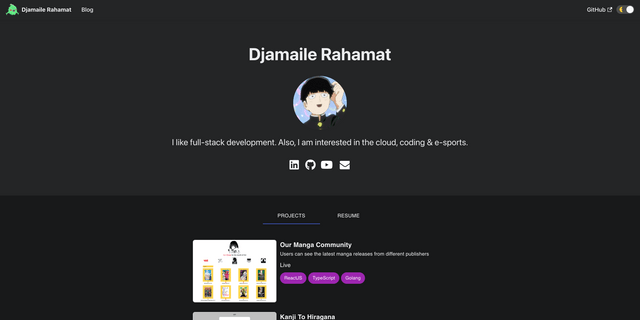 Djamaile Rahamat Blog GitHub
Djamaile Rahamat
I like full-stack development. Also, I am interested in the cloud, coding & e-sports.
PROJECTS RESUME
Our Manga Community
Users can see the latest manga releases from different publishers
Live
ReactJS TypeScript Golang
Kanji To Hiragana